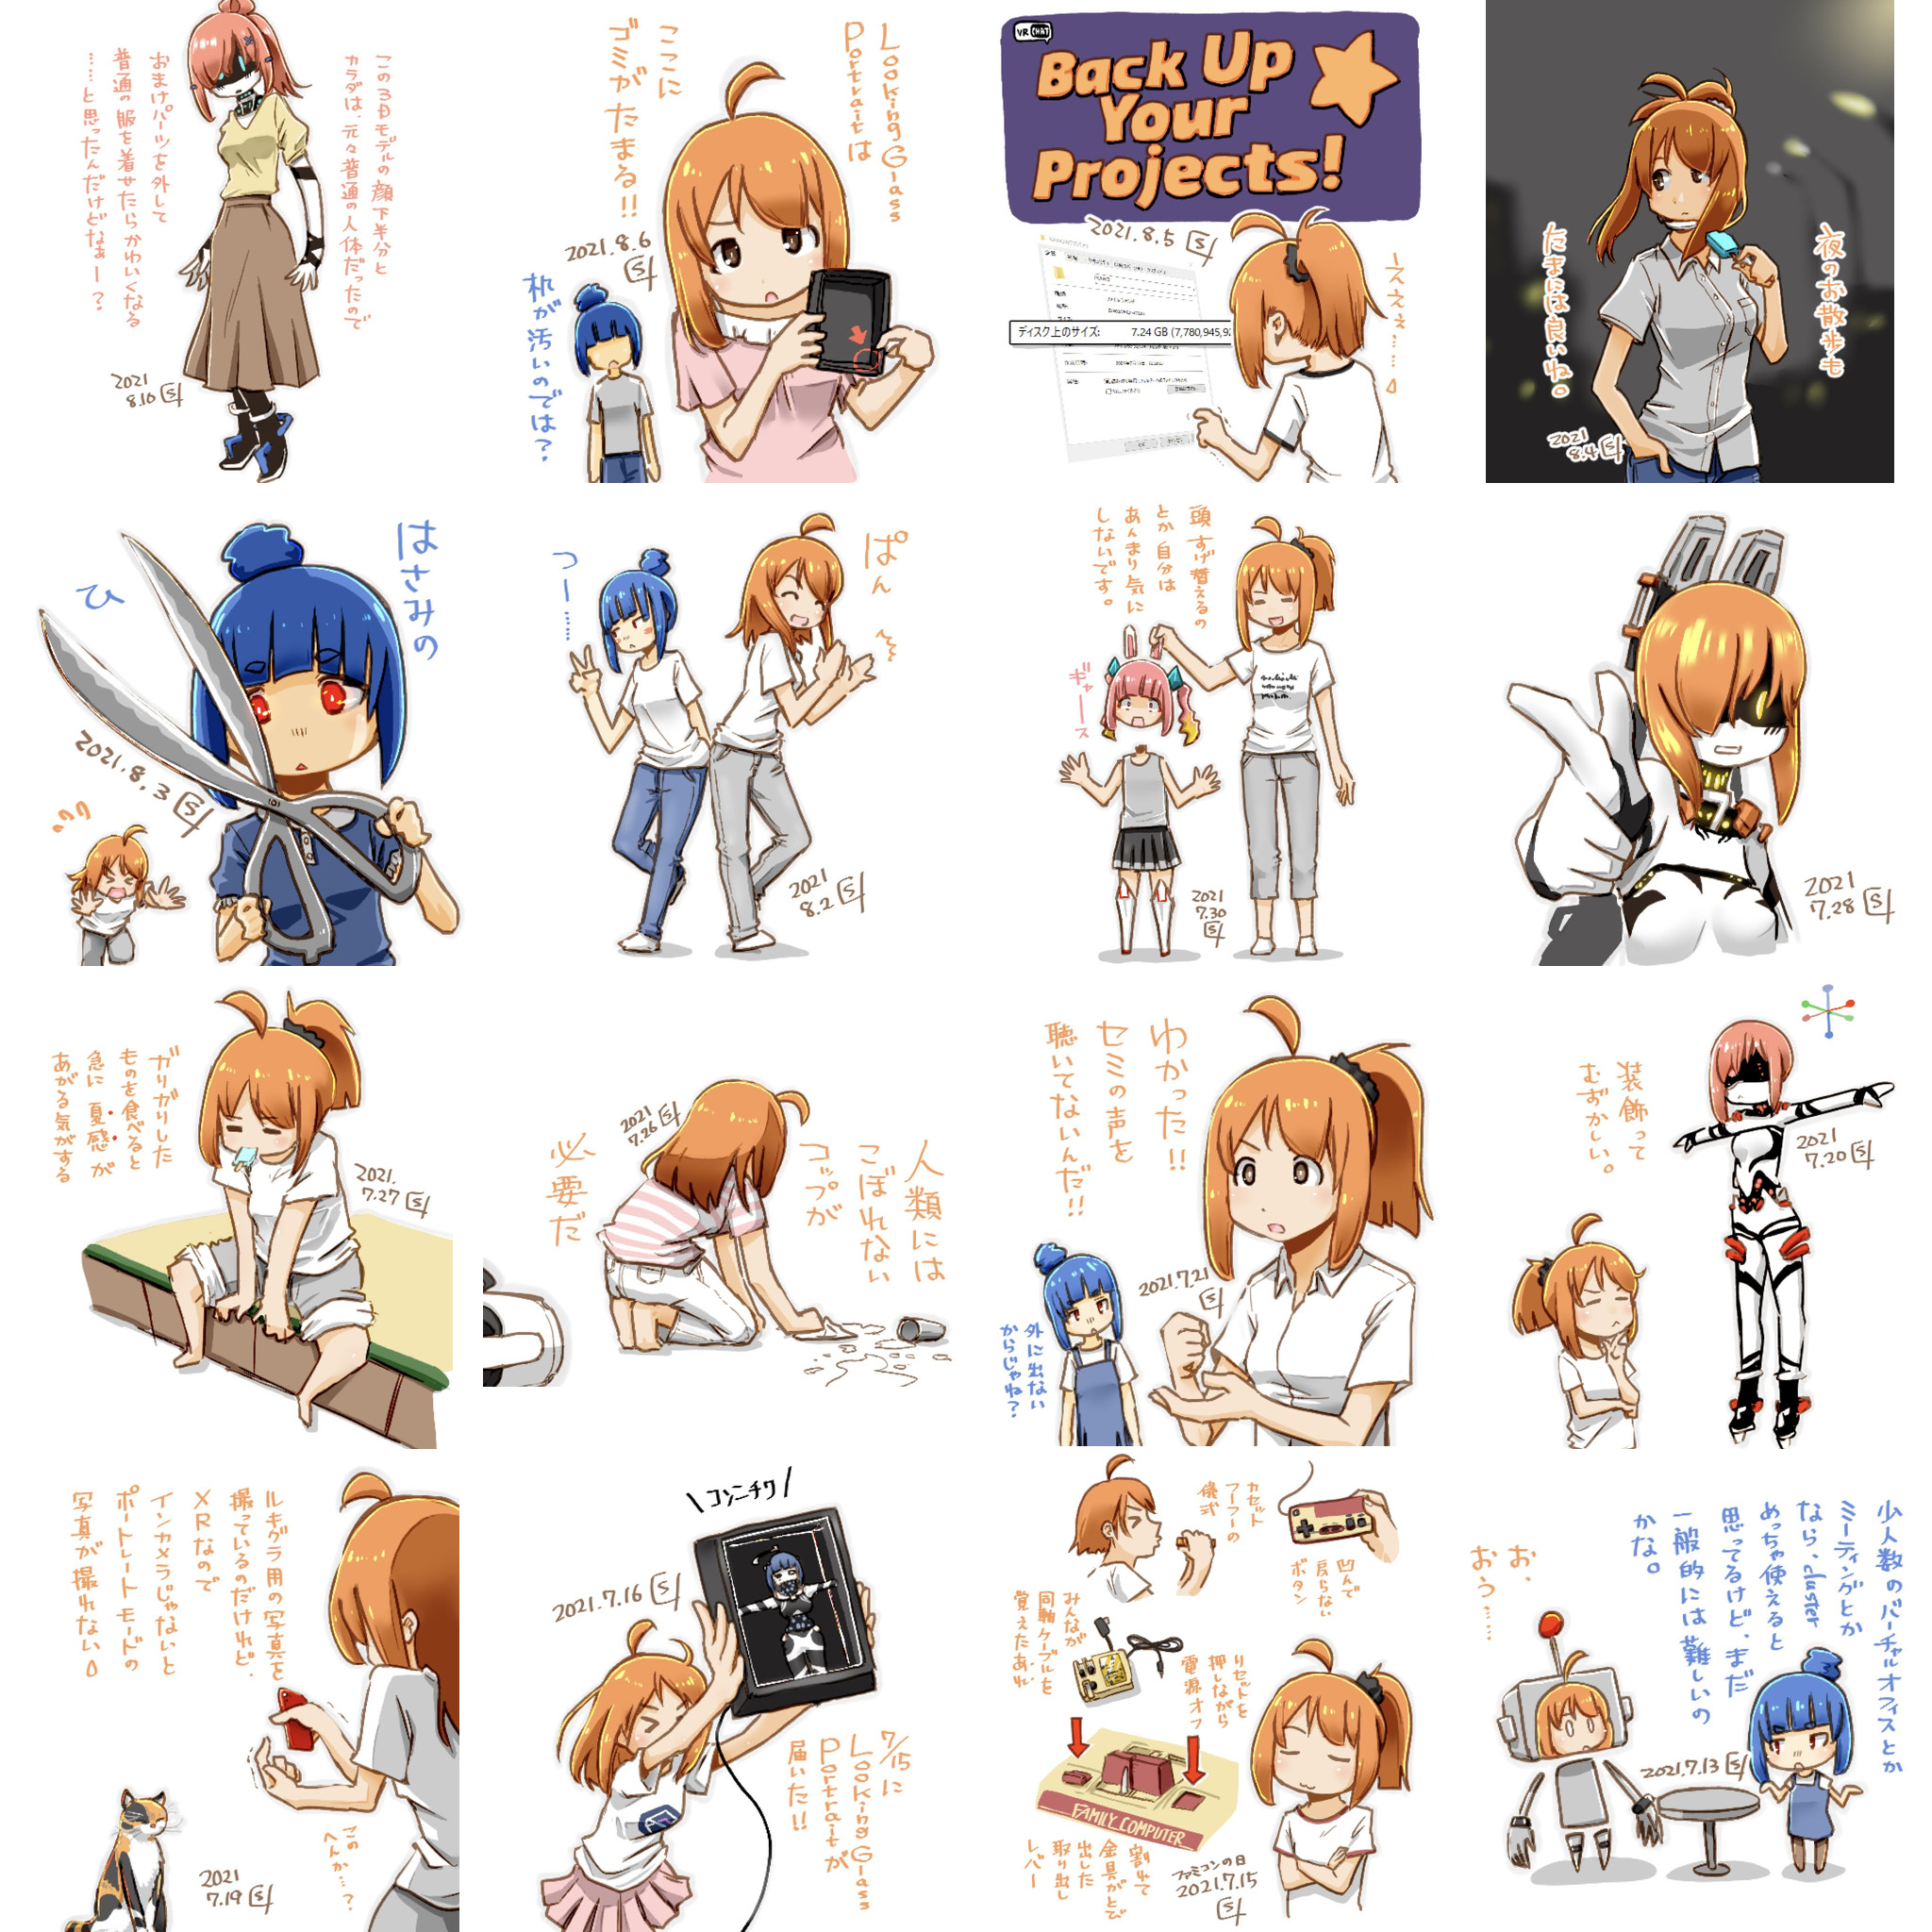 この3Dモデルの顔下半分と
カラダは、元々普通の人体だったので
おまけパーツを外して
普通の服を着せたらかわいくなる
……と思ったんだけどなぁー?
2021
8.10
Looking Glass
Portraitは
ここに
ゴミがたまる!!
2021.8.6
机が汚いのでは?
VRCHAT
Back Up
Your
Projects!
2021.8.5
ディスク上のサイズ: 7.24 GB (7,780,945,92
えええ……
夜のお散歩も
たまには良いね。
2021
8.4
はさみの
ひ
2021.8.3
ぱん
つー……
2021
8.2
頭すげ替えるの
とか自分は
あんまり気に
しないです。
ギャース
2021
7.30
2021
7.28
ガリガリした
ものを食べると
急に夏感が
あがる気がする
2021.
7.27
人類には
こぼれない
コップが
必要だ
2021
7.26
わかった!!
セミの声を
聴いてないんだ!!
2021.7.21
外に出ない
からじゃね?
装飾って
むずかしい。
2021
7.20
ルキグラ用の写真を
撮っているのだけれど、
XRなので
インカメラじゃないと
ポートレートモードの
写真が撮れない
この
へんか…?
2021
7.19
\コンニチワ/
2021.7.16
7/15に
Looking Glass
Portraitが
届いた!!
カセット
フーフーの
儀式
凹んで
戻らない
ボタン
みんなが
同軸ケーブルを
覚えたあれ
リセットを
押しながら
電源オフ
FAMILY COMPUTER
割れて
金具がとび
出した
取り出し
レバー
ファミコンの日
2021.7.15
少人数のバーチャルオフィスとか
ミーティングとか
なら、cluster
めっちゃ使えると
思ってるけど、まだ
一般的には難しいの
かな。
お、
おう……
2021.7.13